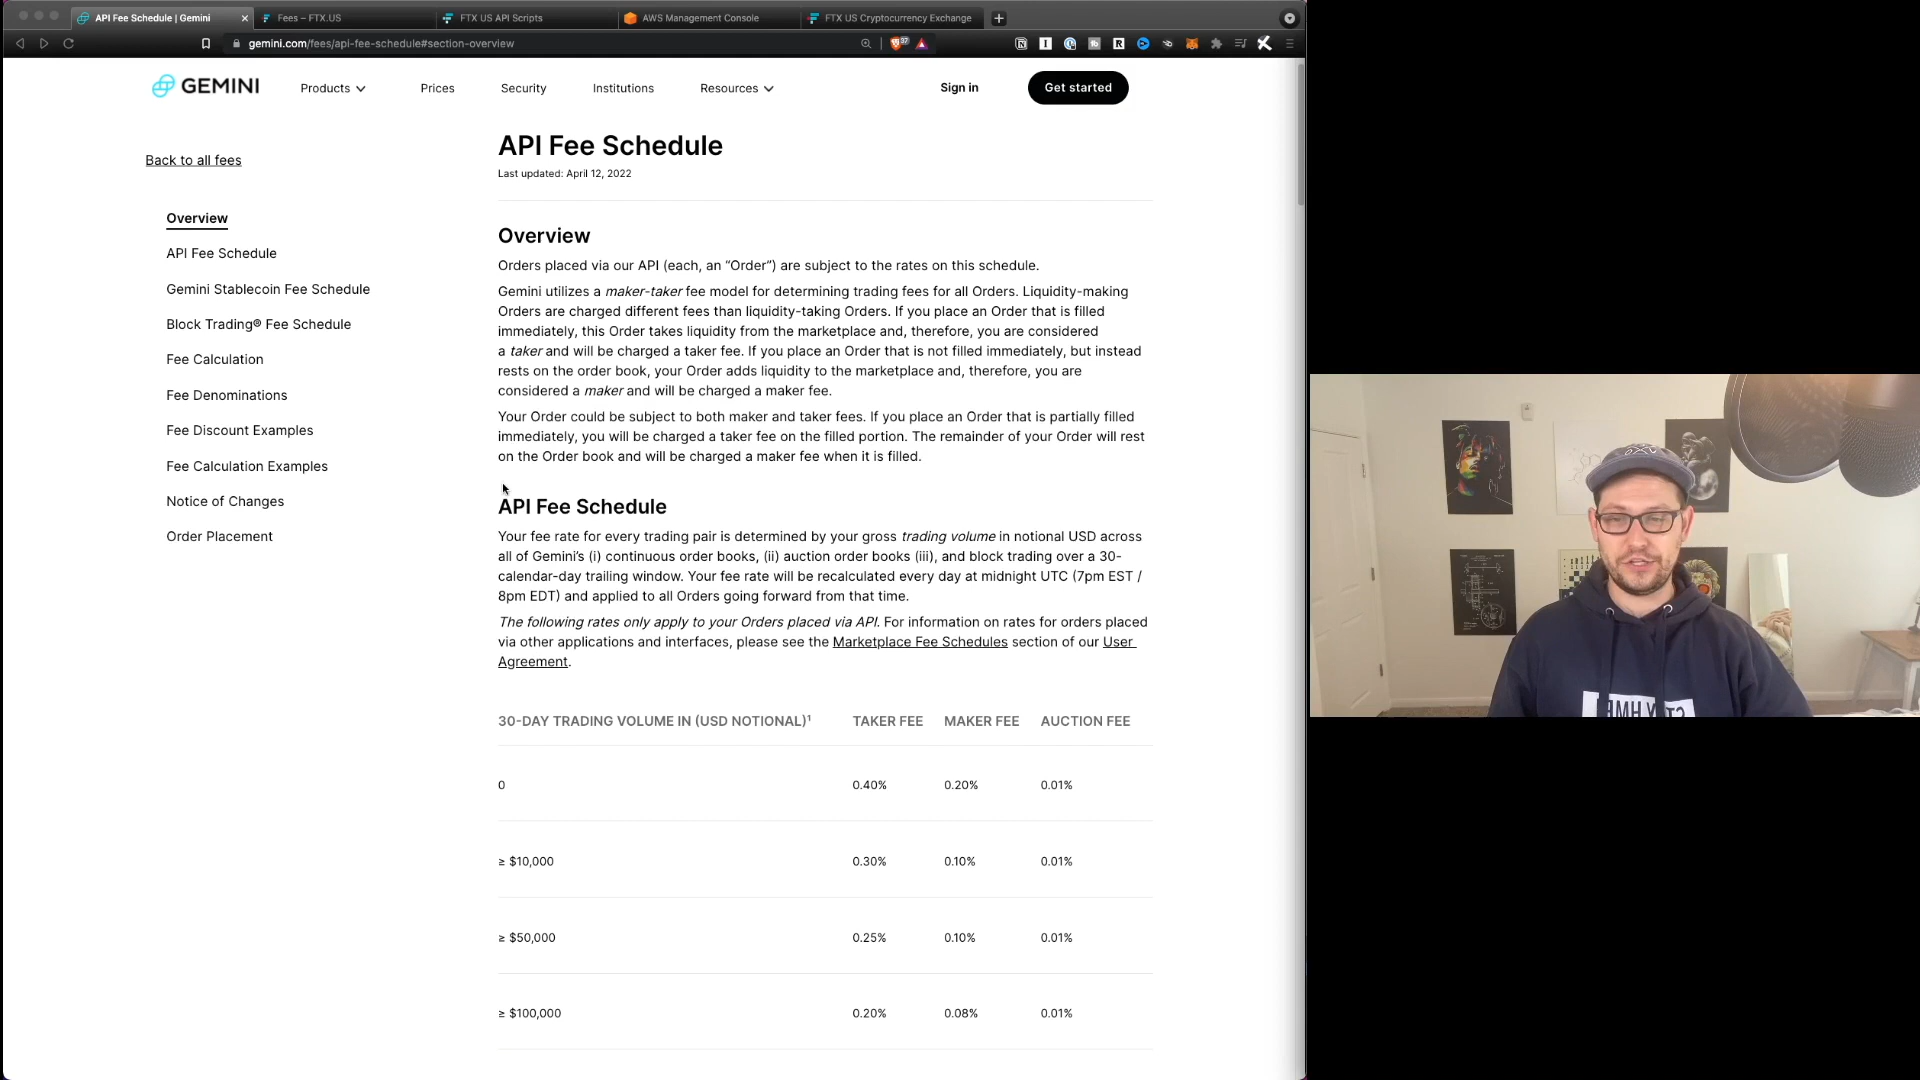 API Fee Schedule | Gemini
Fees – FTX.US
FTX US API Scripts
AWS Management Console
FTX US Cryptocurrency Exchange
gemini.com/fees/api-fee-schedule#section-overview
GEMINI
Products
Prices
Security
Institutions
Resources
Sign in
Get started
Back to all fees
Overview
API Fee Schedule
Gemini Stablecoin Fee Schedule
Block Trading® Fee Schedule
Fee Calculation
Fee Denominations
Fee Discount Examples
Fee Calculation Examples
Notice of Changes
Order Placement
API Fee Schedule
Last updated: April 12, 2022
Overview
Orders placed via our API (each, an “Order”) are subject to the rates on this schedule.
Gemini utilizes a maker-taker fee model for determining trading fees for all Orders. Liquidity-making
Orders are charged different fees than liquidity-taking Orders. If you place an Order that is filled
immediately, this Order takes liquidity from the marketplace and, therefore, you are considered
a taker and will be charged a taker fee. If you place an Order that is not filled immediately, but instead
rests on the order book, your Order adds liquidity to the marketplace and, therefore, you are
considered a maker and will be charged a maker fee.
Your Order could be subject to both maker and taker fees. If you place an Order that is partially filled
immediately, you will be charged a taker fee on the filled portion. The remainder of your Order will rest
on the Order book and will be charged a maker fee when it is filled.
API Fee Schedule
Your fee rate for every trading pair is determined by your gross trading volume in notional USD across
all of Gemini’s (i) continuous order books, (ii) auction order books (iii), and block trading over a 30-
calendar-day trailing window. Your fee rate will be recalculated every day at midnight UTC (7pm EST /
8pm EDT) and applied to all Orders going forward from that time.
The following rates only apply to your Orders placed via API. For information on rates for orders placed
via other applications and interfaces, please see the Marketplace Fee Schedules section of our User
Agreement.
30-DAY TRADING VOLUME IN (USD NOTIONAL)¹ TAKER FEE MAKER FEE AUCTION FEE
0 0.40% 0.20% 0.01%
≥ $10,000 0.30% 0.10% 0.01%
≥ $50,000 0.25% 0.10% 0.01%
≥ $100,000 0.20% 0.08% 0.01%